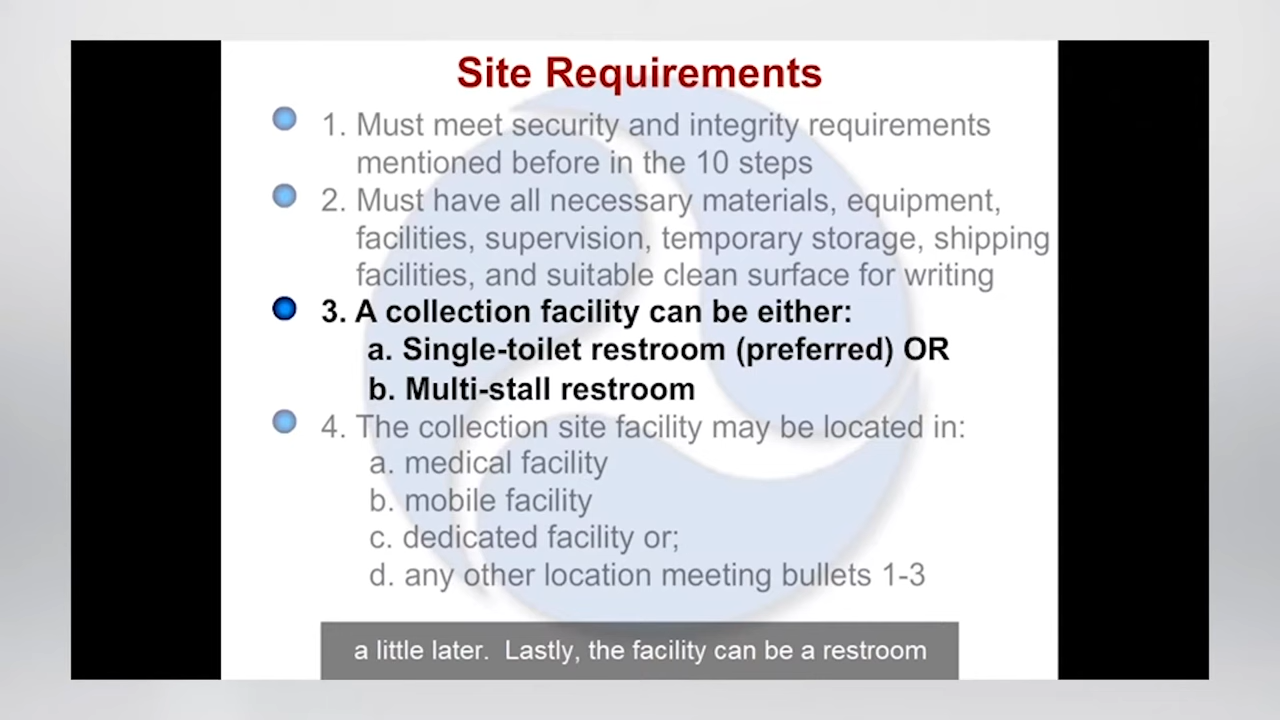 Site Requirements
1. Must meet security and integrity requirements
mentioned before in the 10 steps
2. Must have all necessary materials, equipment,
facilities, supervision, temporary storage, shipping
facilities, and suitable clean surface for writing
3. A collection facility can be either:
a. Single-toilet restroom (preferred) OR
b. Multi-stall restroom
4. The collection site facility may be located in:
a. medical facility
b. mobile facility
c. dedicated facility or;
d. any other location meeting bullets 1-3
a little later. Lastly, the facility can be a restroom